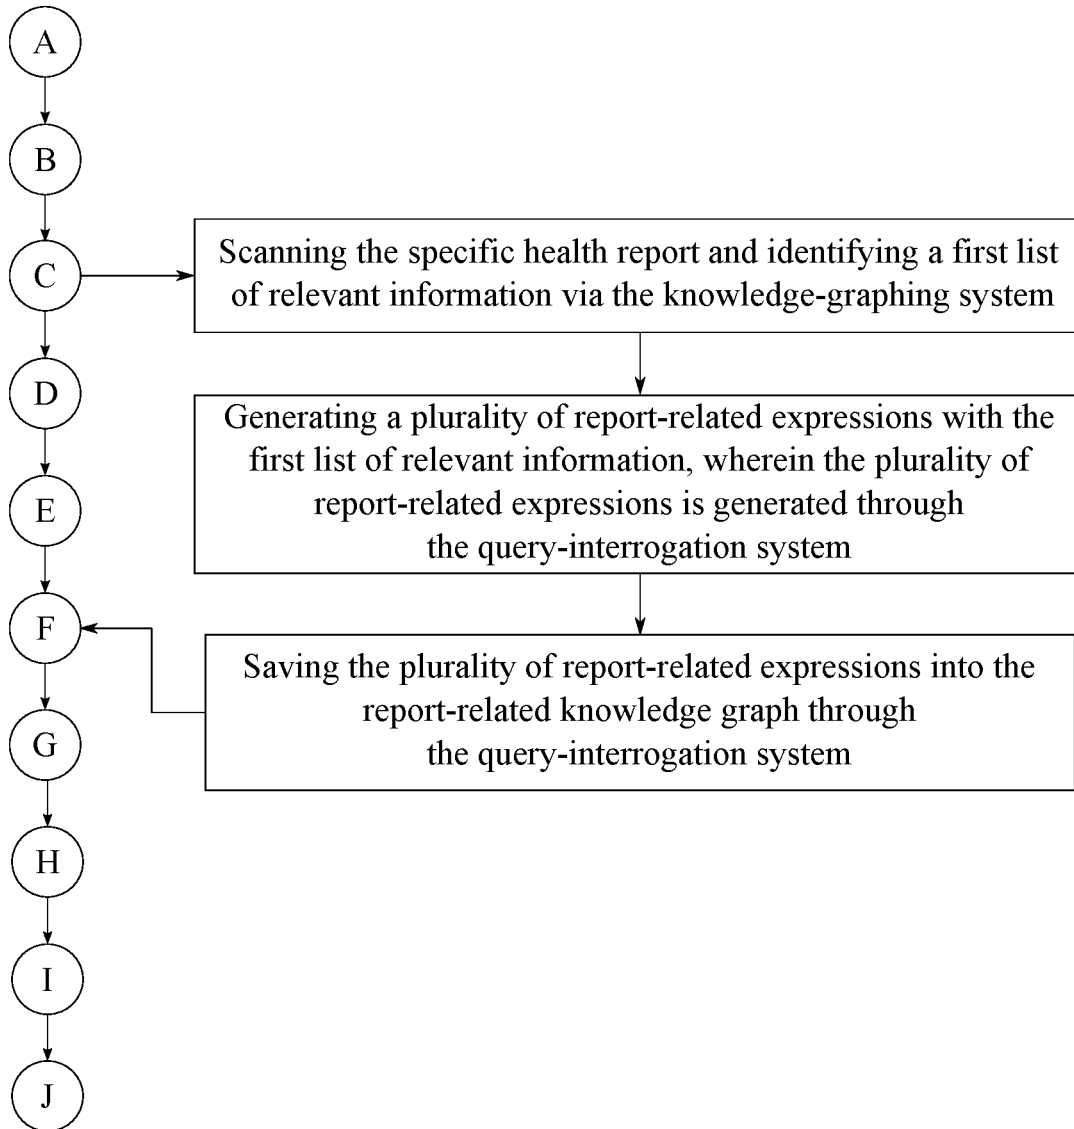 A
B
C
Scanning the specific health report and identifying a first list
of relevant information via the knowledge-graphing system
D
Generating a plurality of report-related expressions with the
first list of relevant information, wherein the plurality of
report-related expressions is generated through
the query-interrogation system
E
F
Saving the plurality of report-related expressions into the
report-related knowledge graph through
the query-interrogation system
G
H
I
J